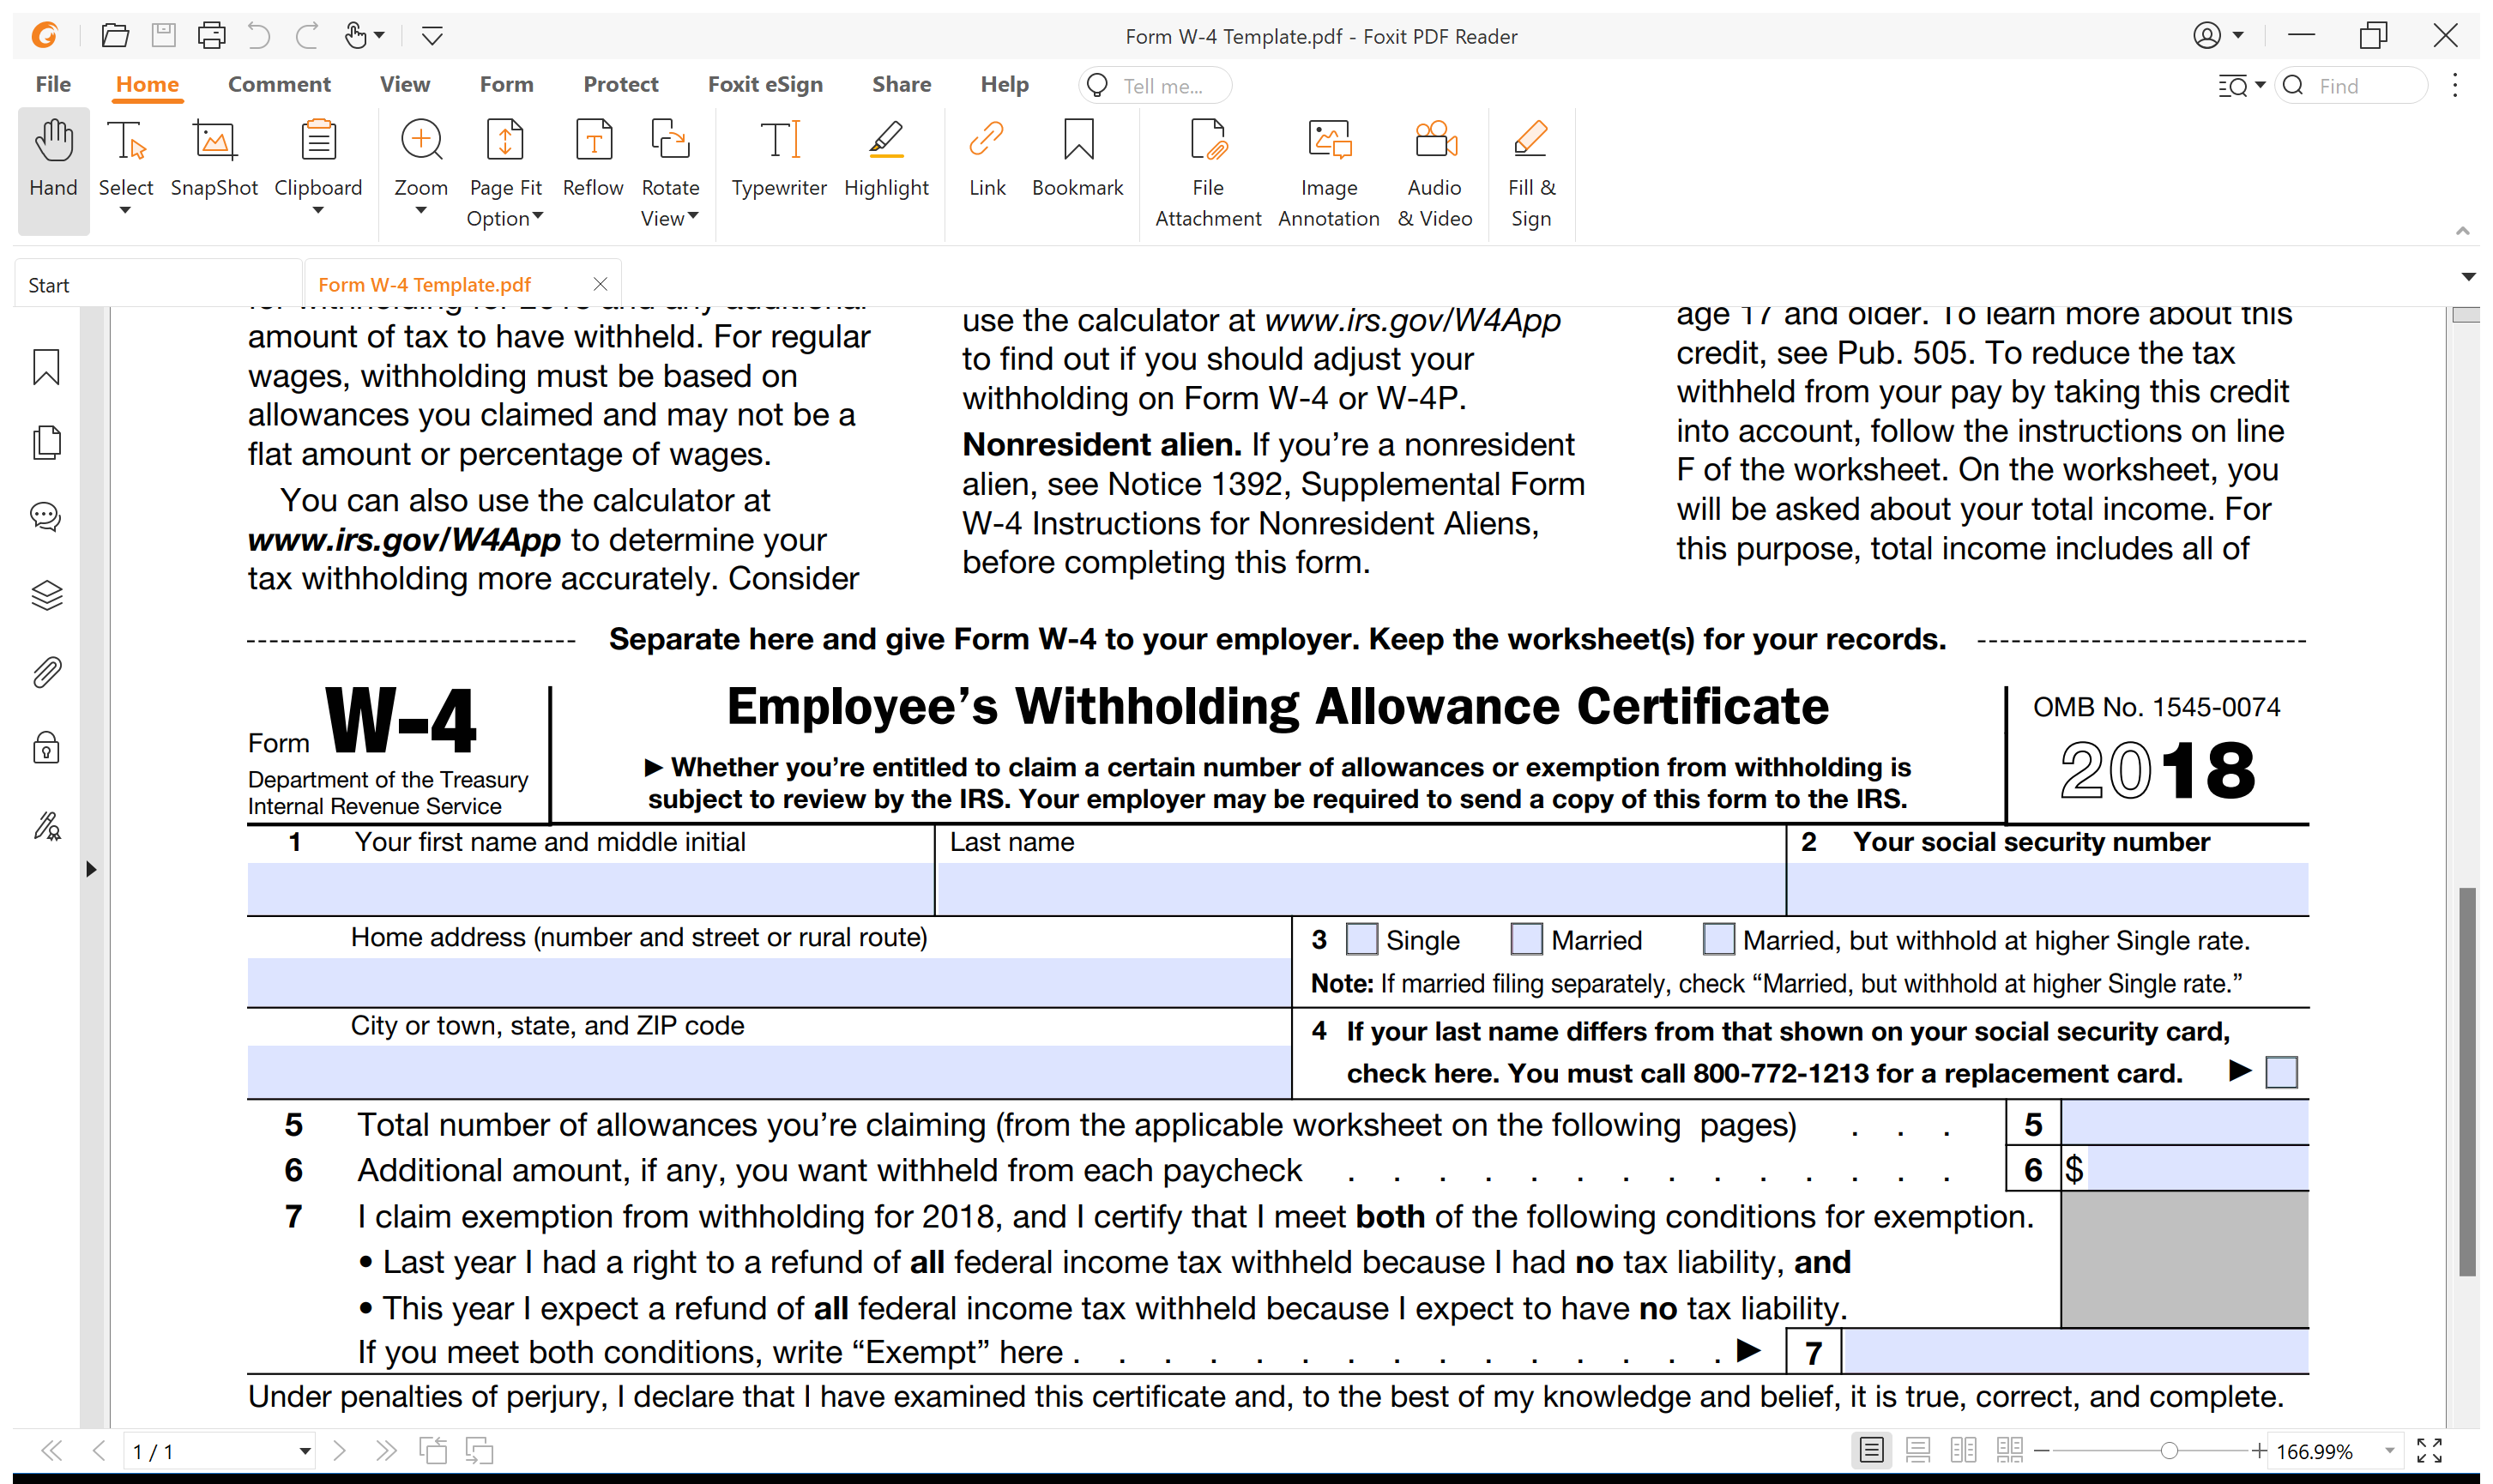 Form W-4 Template.pdf - Foxit PDF Reader
File Home Comment View Form Protect Foxit eSign Share Help Tell me... Find
Hand Select SnapShot Clipboard Zoom Page Fit Option Reflow Rotate View Typewriter Highlight Link Bookmark File Attachment Image Annotation Audio & Video Fill & Sign
Start Form W-4 Template.pdf
for withholding for 2018 and any additional
amount of tax to have withheld. For regular
wages, withholding must be based on
allowances you claimed and may not be a
flat amount or percentage of wages.
You can also use the calculator at
www.irs.gov/W4App to determine your
tax withholding more accurately. Consider
use the calculator at www.irs.gov/W4App
to find out if you should adjust your
withholding on Form W-4 or W-4P.
Nonresident alien. If you’re a nonresident
alien, see Notice 1392, Supplemental Form
W-4 Instructions for Nonresident Aliens,
before completing this form.
age 17 and older. To learn more about this
credit, see Pub. 505. To reduce the tax
withheld from your pay by taking this credit
into account, follow the instructions on line
F of the worksheet. On the worksheet, you
will be asked about your total income. For
this purpose, total income includes all of
Separate here and give Form W-4 to your employer. Keep the worksheet(s) for your records.
Form W-4
Department of the Treasury
Internal Revenue Service
Employee’s Withholding Allowance Certificate
▶ Whether you’re entitled to claim a certain number of allowances or exemption from withholding is
subject to review by the IRS. Your employer may be required to send a copy of this form to the IRS.
OMB No. 1545-0074
2018
1 Your first name and middle initial
Last name
2 Your social security number
Home address (number and street or rural route)
3 Single Married Married, but withhold at higher Single rate.
Note: If married filing separately, check “Married, but withhold at higher Single rate.”
City or town, state, and ZIP code
4 If your last name differs from that shown on your social security card,
check here. You must call 800-772-1213 for a replacement card. ▶
5 Total number of allowances you’re claiming (from the applicable worksheet on the following pages) . . . 5
6 Additional amount, if any, you want withheld from each paycheck . . . . . . . . . . . . . . 6 $
7 I claim exemption from withholding for 2018, and I certify that I meet both of the following conditions for exemption.
• Last year I had a right to a refund of all federal income tax withheld because I had no tax liability, and
• This year I expect a refund of all federal income tax withheld because I expect to have no tax liability.
If you meet both conditions, write “Exempt” here . . . . . . . . . . . . . . . ▶ 7
Under penalties of perjury, I declare that I have examined this certificate and, to the best of my knowledge and belief, it is true, correct, and complete.
1 / 1 166.99%